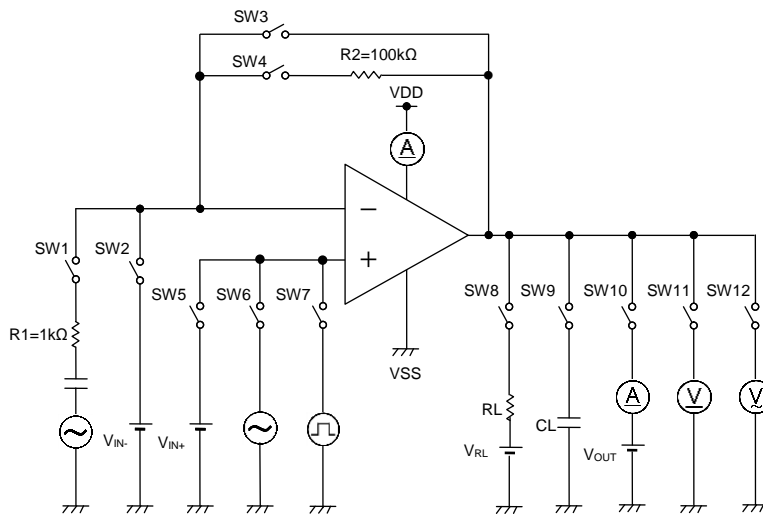 SW3
SW4
R2=100kΩ
VDD
A
SW1
SW2
SW5
SW6
SW7
SW8
SW9
SW10
SW11
SW12
R1=1kΩ
VSS
VIN-
VIN+
RL
VRL
CL
A
VOUT
V
V